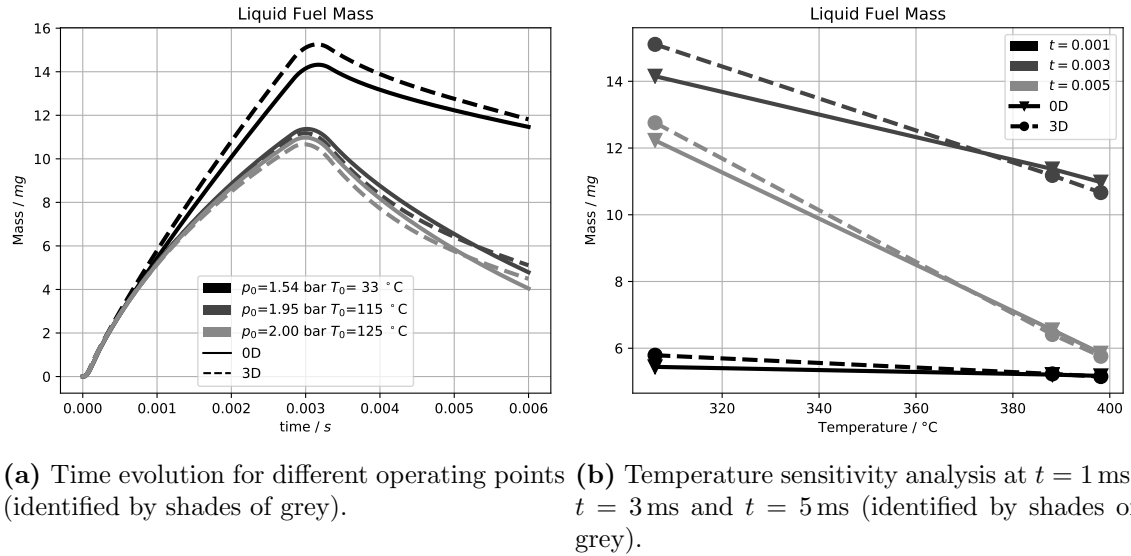 Liquid Fuel Mass
16
14
12
10
8
6
4
2
0
Mass / mg
p₀=1.54 bar T₀= 33 °C
p₀=1.95 bar T₀=115 °C
p₀=2.00 bar T₀=125 °C
0D
3D
0.000 0.001 0.002 0.003 0.004 0.005 0.006
time / s
Liquid Fuel Mass
14
12
10
8
6
Mass / mg
t = 0.001
t = 0.003
t = 0.005
0D
3D
320 340 360 380 400
Temperature / °C
(a) Time evolution for different operating points
(identified by shades of grey).
(b) Temperature sensitivity analysis at t = 1 ms
t = 3 ms and t = 5 ms (identified by shades of
grey).